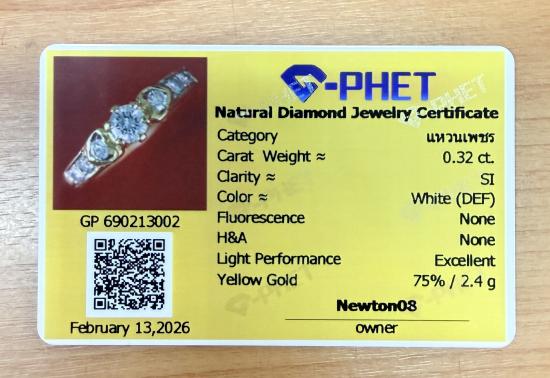 G-PHET
Natural Diamond Jewelry Certificate
Category แหวนเพชร
Carat Weight ≈ 0.32 ct.
Clarity ≈ SI
Color ≈ White (DEF)
Fluorescence None
H&A None
Light Performance Excellent
Yellow Gold 75% / 2.4 g
Newton08
owner
GP 690213002
February 13,2026